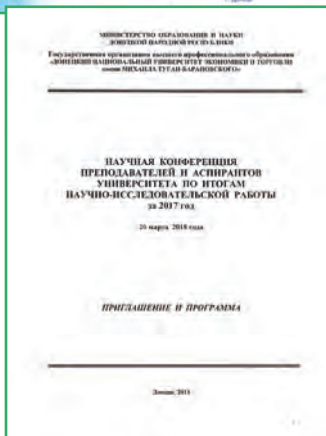 МИНИСТЕРСТВО ОБРАЗОВАНИЯ И НАУКИ
ДОНЕЦКОЙ НАРОДНОЙ РЕСПУБЛИКИ
Государственная организация высшего профессионального образования
«ДОНЕЦКИЙ НАЦИОНАЛЬНЫЙ УНИВЕРСИТЕТ ЭКОНОМИКИ И ТОРГОВЛИ
имени МИХАИЛА ТУГАН-БАРАНОВСКОГО»
НАУЧНАЯ КОНФЕРЕНЦИЯ
ПРЕПОДАВАТЕЛЕЙ И АСПИРАНТОВ
УНИВЕРСИТЕТА ПО ИТОГАМ
НАУЧНО-ИССЛЕДОВАТЕЛЬСКОЙ РАБОТЫ
за 2017 год
марта 2018 года
ПРИГЛАШЕНИЕ И ПРОГРАММА
Донецк, 2018